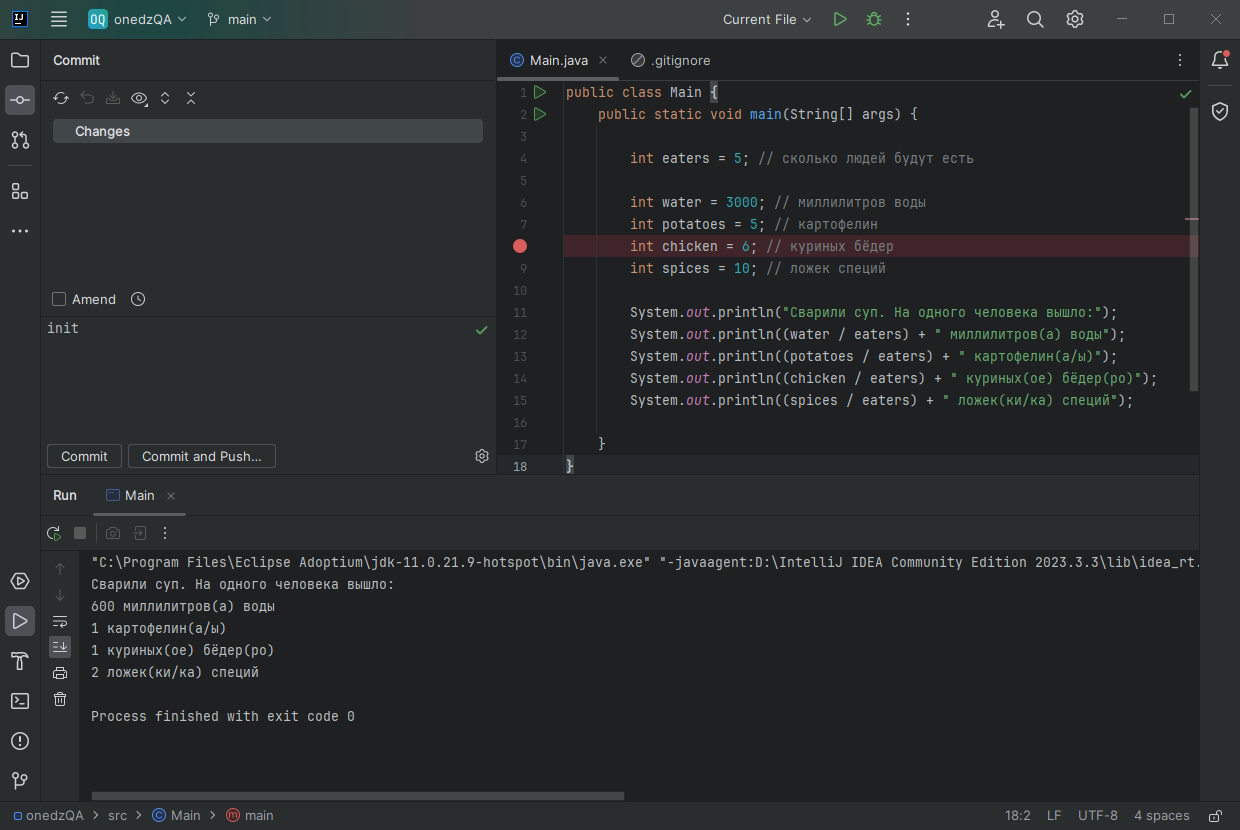 OQ onedzQA main Current File
Commit
Main.java .gitignore
Changes
1 public class Main {
2 public static void main(String[] args) {
3
4 int eaters = 5; // сколько людей будут есть
5
6 int water = 3000; // миллилитров воды
7 int potatoes = 5; // картофелин
int chicken = 6; // куриных бёдер
9 int spices = 10; // ложек специй
10
11 System.out.println("Сварили суп. На одного человека вышло:");
12 System.out.println((water / eaters) + " миллилитров(а) воды");
13 System.out.println((potatoes / eaters) + " картофелин(а/ы)");
14 System.out.println((chicken / eaters) + " куриных(ое) бёдер(ро)");
15 System.out.println((spices / eaters) + " ложек(ки/ка) специй");
16
17 }
18 }
Amend
init
Commit Commit and Push...
Run Main
"C:\Program Files\Eclipse Adoptium\jdk-11.0.21.9-hotspot\bin\java.exe" "-javaagent:D:\IntelliJ IDEA Community Edition 2023.3.3\lib\idea_rt.
Сварили суп. На одного человека вышло:
600 миллилитров(а) воды
1 картофелин(а/ы)
1 куриных(ое) бёдер(ро)
2 ложек(ки/ка) специй
Process finished with exit code 0
onedzQA > src > Main > main 18:2 LF UTF-8 4 spaces